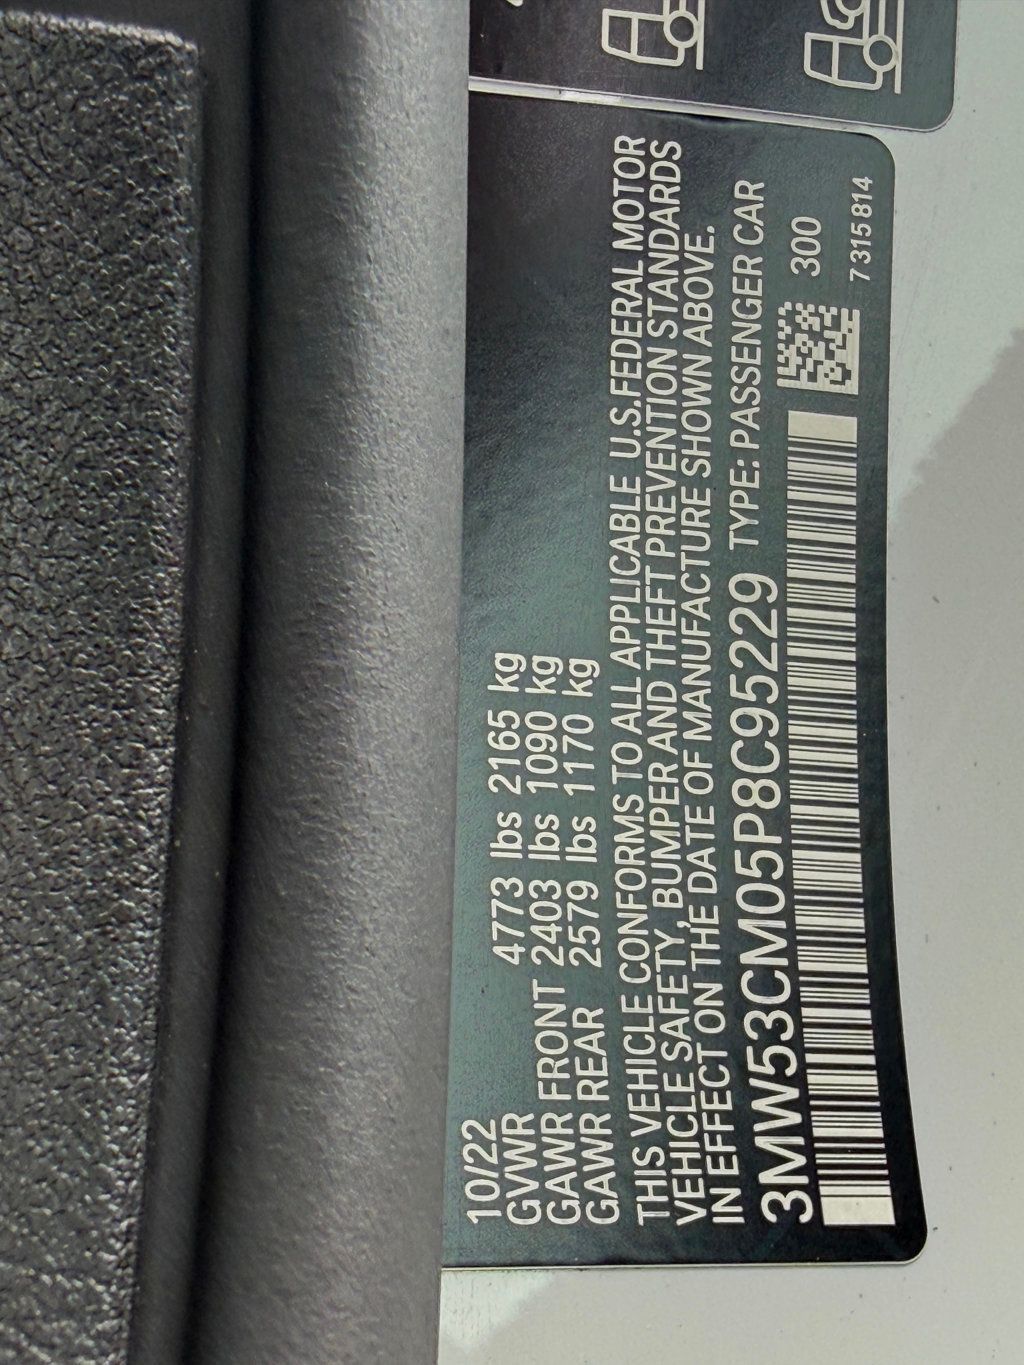 10/22
GVWR 4773 lbs 2165 kg
GAWR FRONT 2403 lbs 1090 kg
GAWR REAR 2579 lbs 1170 kg
THIS VEHICLE CONFORMS TO ALL APPLICABLE U.S.FEDERAL MOTOR
VEHICLE SAFETY, BUMPER AND THEFT PREVENTION STANDARDS
IN EFFECT ON THE DATE OF MANUFACTURE SHOWN ABOVE.
3MW53CM05P8C95229 TYPE: PASSENGER CAR
300
7315814